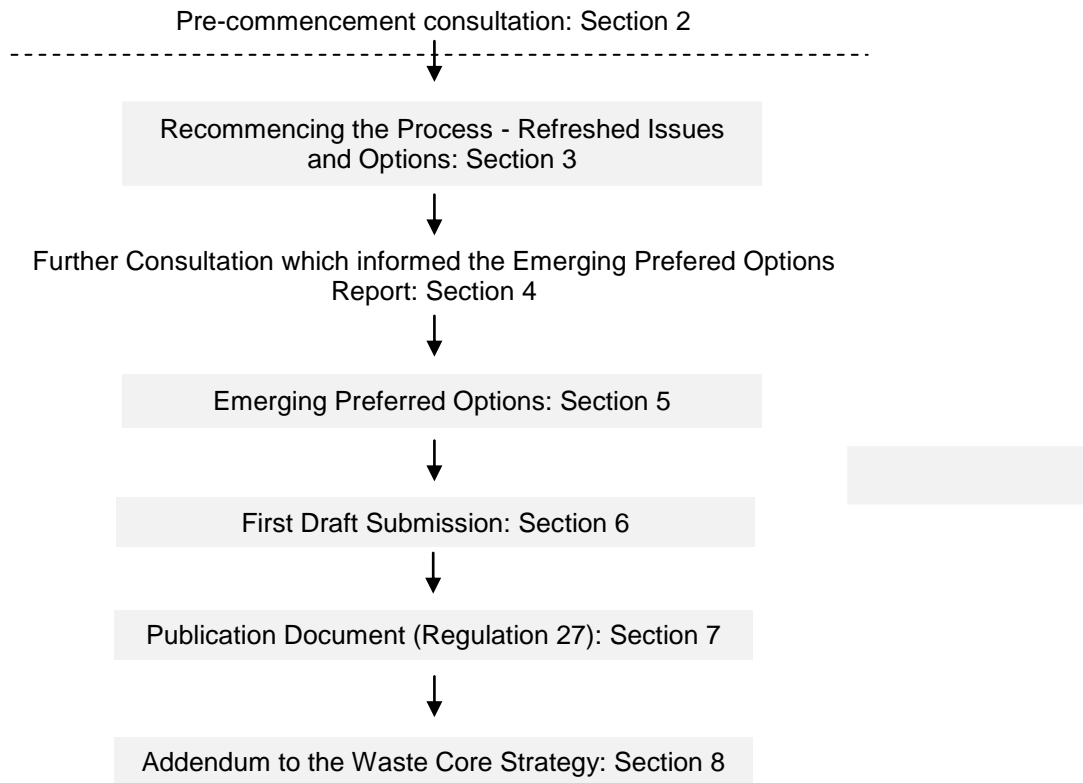 Pre-commencement consultation: Section 2
Recommencing the Process - Refreshed Issues
and Options: Section 3
Further Consultation which informed the Emerging Prefered Options
Report: Section 4
Emerging Preferred Options: Section 5
First Draft Submission: Section 6
Publication Document (Regulation 27): Section 7
Addendum to the Waste Core Strategy: Section 8